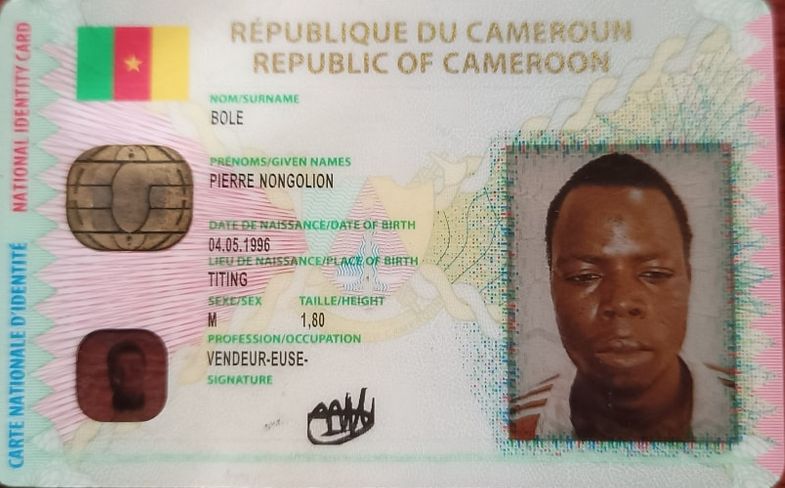 RÉPUBLIQUE DU CAMEROUN
REPUBLIC OF CAMEROON
NATIONAL IDENTITY CARD
CARTE NATIONALE D'IDENTITÉ
NOM/SURNAME
BOLE
PRÉNOMS/GIVEN NAMES
PIERRE NONGOLION
DATE DE NAISSANCE/DATE OF BIRTH
04.05.1996
LIEU DE NAISSANCE/PLACE OF BIRTH
TITING
SEXE/SEX TAILLE/HEIGHT
M 1,80
PROFESSION/OCCUPATION
VENDEUR-EUSE-
SIGNATURE